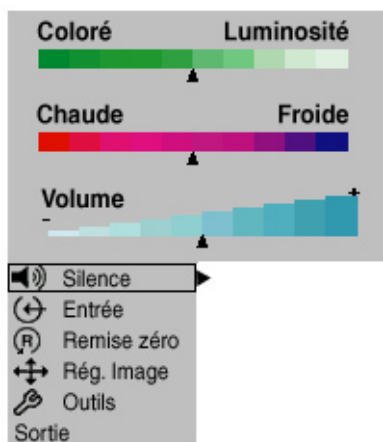 Coloré Luminosité
Chaude Froide
Volume
- +
Silence
Entrée
R Remise zéro
Rég. Image
Outils
Sortie